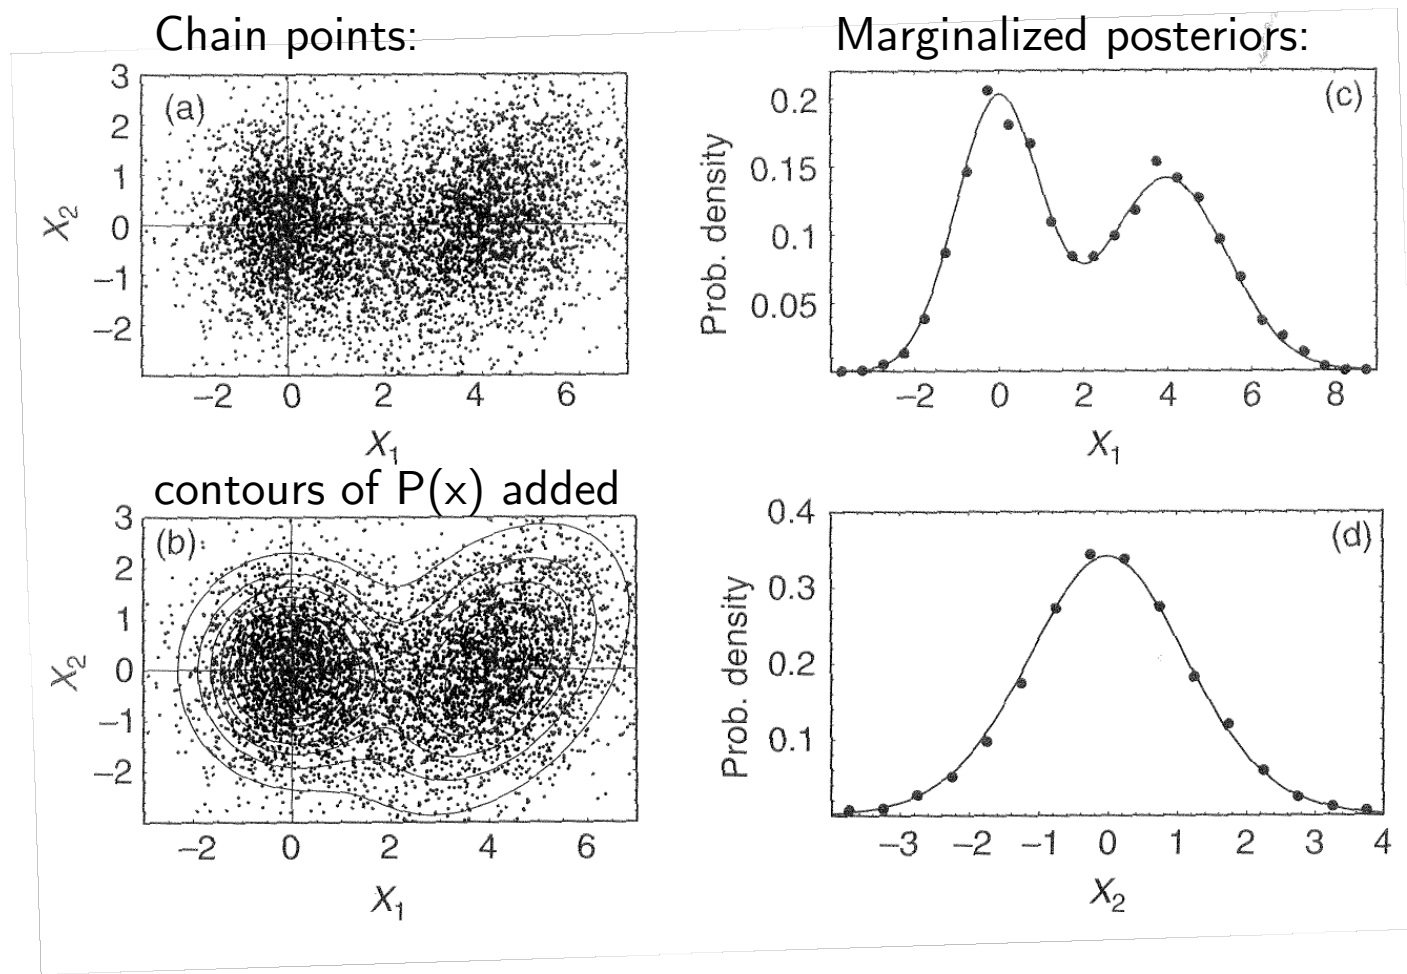 Chain points:
(a)
3
2
1
0
−1
−2
X2
−2 0 2 4 6
X1
Marginalized posteriors:
(c)
0.2
0.15
0.1
0.05
Prob. density
−2 0 2 4 6 8
X1
contours of P(x) added
(b)
3
2
1
0
−1
−2
X2
−2 0 2 4 6
X1
(d)
0.4
0.3
0.2
0.1
Prob. density
−3 −2 −1 0 1 2 3 4
X2